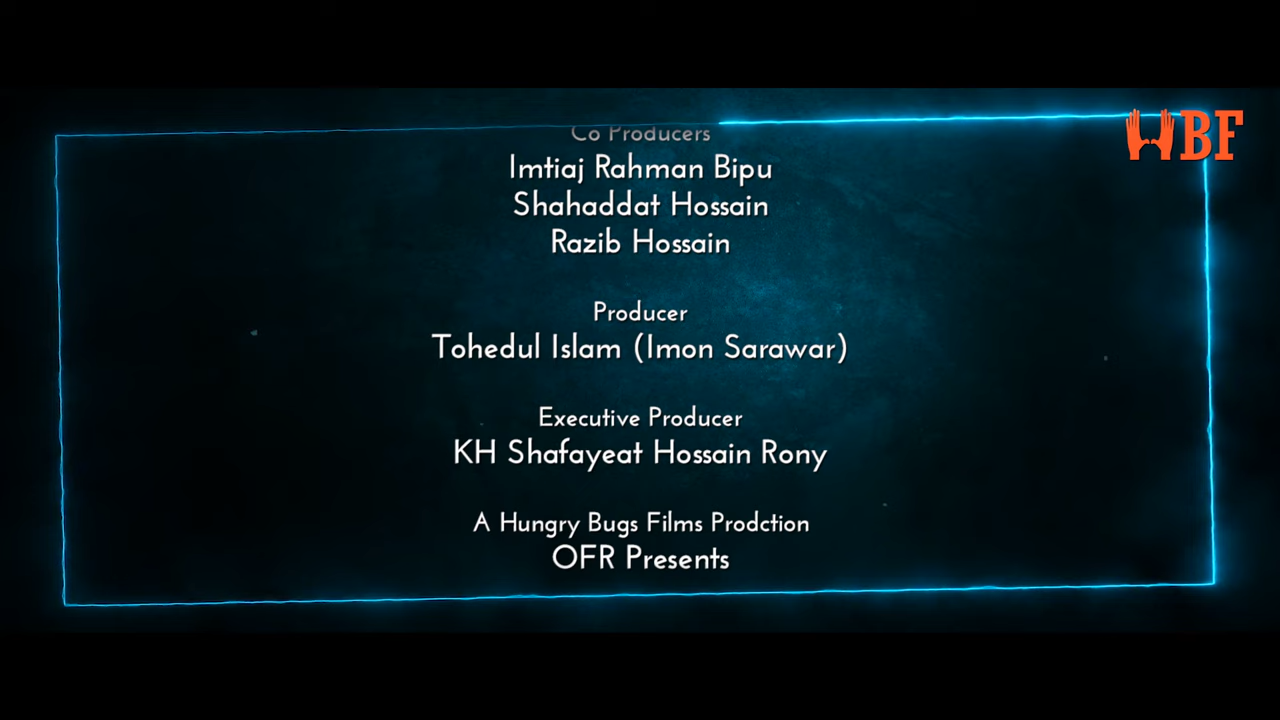 HBF
Co Producers
Imtiaj Rahman Bipu
Shahaddat Hossain
Razib Hossain
Producer
Tohedul Islam (Imon Sarawar)
Executive Producer
KH Shafayeat Hossain Rony
A Hungry Bugs Films Prodction
OFR Presents